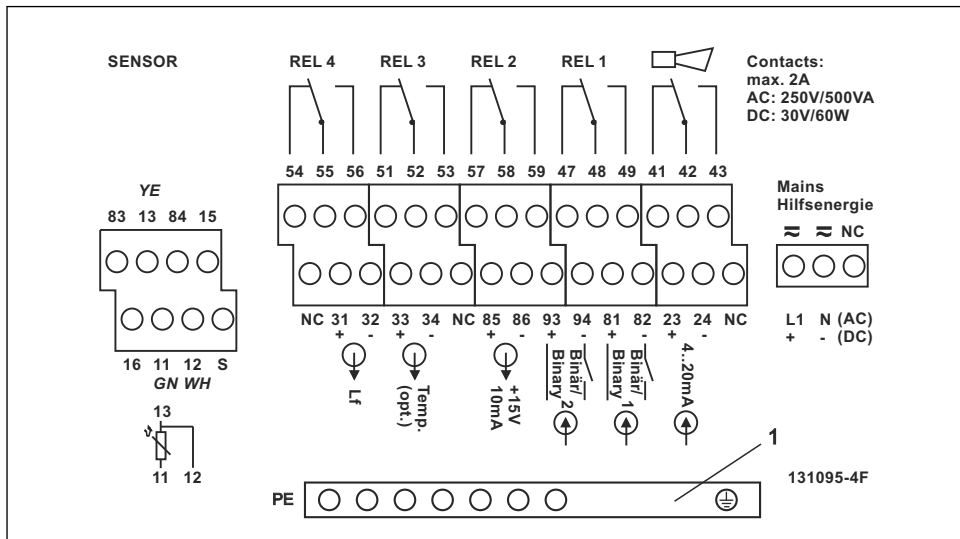 SENSOR
REL 4 REL 3 REL 2 REL 1
Contacts:
max. 2A
AC: 250V/500VA
DC: 30V/60W
54 55 56 51 52 53 57 58 59 47 48 49 41 42 43
YE
83 13 84 15
Mains
Hilfsenergie
≂ ≂ NC
16 11 12 S
GN WH
NC 31 32 33 34 NC 85 86 93 94 81 82 23 24 NC
+ - + - + - + - + - + -
L1 N (AC)
+ - (DC)
Lf
Temp.
(opt.)
+15V
10mA
Binär/
Binary 2
Binär/
Binary 1
4..20mA
13
11 12
1
PE
131095-4F